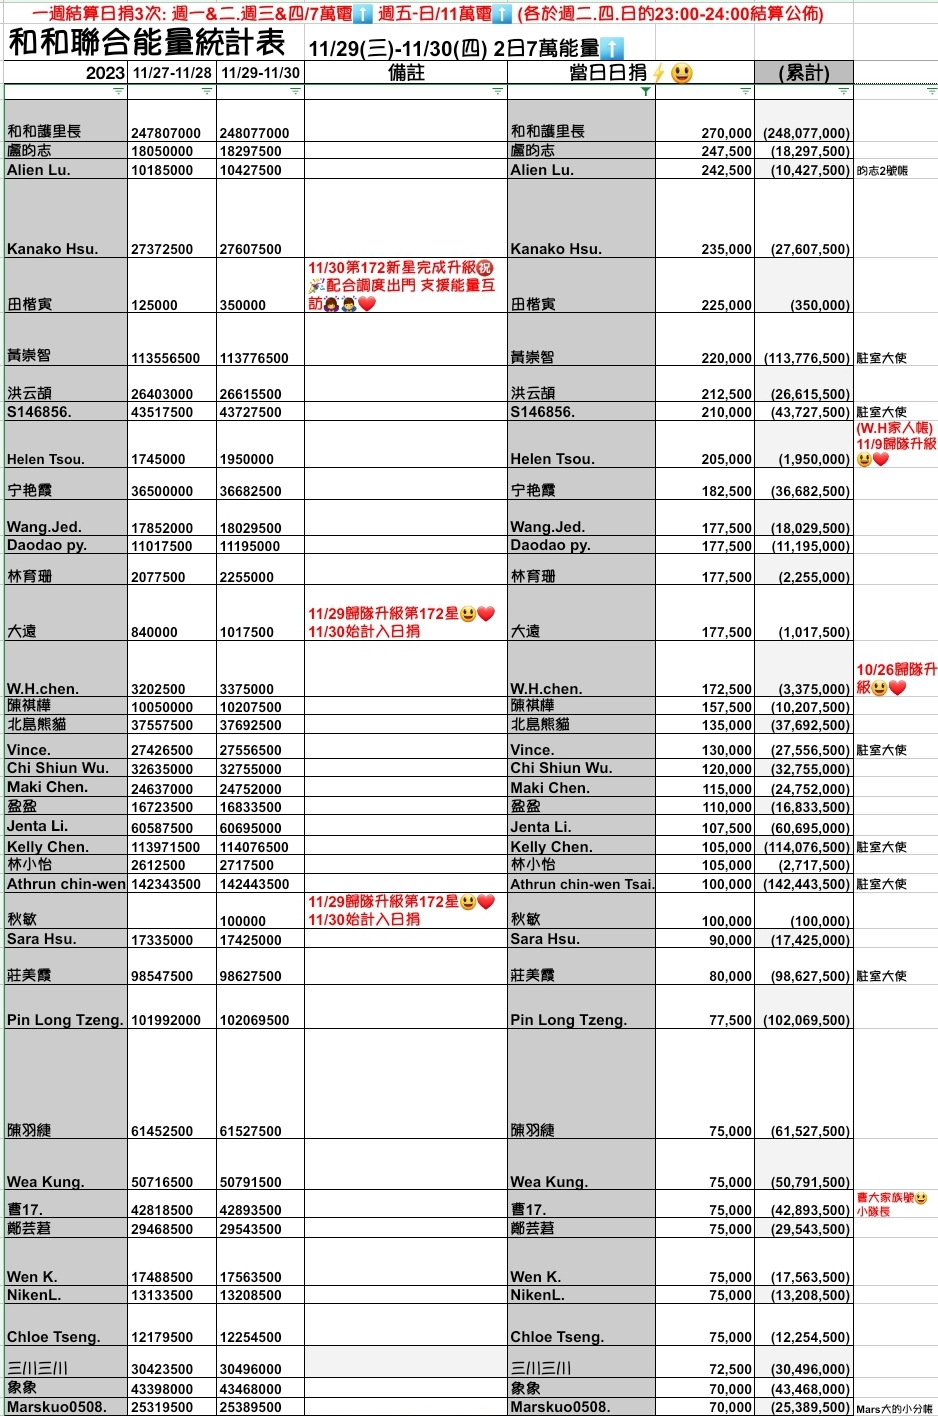 一週結算日捐3次: 週一&二.週三&四/7萬電⬆️ 週五-日/11萬電⬆️ (各於週二.四.日的23:00-24:00結算公佈)
和和聯合能量統計表 11/29(三)-11/30(四) 2日7萬能量⬆️
2023 11/27-11/28 11/29-11/30 備註 當日日捐⚡😃 (累計)
和和護里長 247807000 248077000 和和護里長 270,000 (248,077,000)
盧昀志 18050000 18297500 盧昀志 247,500 (18,297,500)
Alien Lu. 10185000 10427500 Alien Lu. 242,500 (10,427,500) 昀志2號帳
Kanako Hsu. 27372500 27607500 Kanako Hsu. 235,000 (27,607,500)
11/30第172新星完成升級㊗️
🎉配合調度出門 支援能量互
田楷寅 125000 350000 訪🙇‍♀️🙇‍♂️❤️ 田楷寅 225,000 (350,000)
黃崇智 113556500 113776500 黃崇智 220,000 (113,776,500) 駐室大使
洪云頡 26403000 26615500 洪云頡 212,500 (26,615,500)
S146856. 43517500 43727500 S146856. 210,000 (43,727,500) 駐室大使
(W.H家人帳)
11/9歸隊升級
Helen Tsou. 1745000 1950000 Helen Tsou. 205,000 (1,950,000) 😃❤️
宁艳霞 36500000 36682500 宁艳霞 182,500 (36,682,500)
Wang.Jed. 17852000 18029500 Wang.Jed. 177,500 (18,029,500)
Daodao py. 11017500 11195000 Daodao py. 177,500 (11,195,000)
林育珊 2077500 2255000 林育珊 177,500 (2,255,000)
11/29歸隊升級第172星😃❤️
大遠 840000 1017500 11/30始計入日捐 大遠 177,500 (1,017,500)
10/26歸隊升
W.H.chen. 3202500 3375000 W.H.chen. 172,500 (3,375,000) 級😃❤️
陳祺樺 10050000 10207500 陳祺樺 157,500 (10,207,500)
北島熊貓 37557500 37692500 北島熊貓 135,000 (37,692,500)
Vince. 27426500 27556500 Vince. 130,000 (27,556,500) 駐室大使
Chi Shiun Wu. 32635000 32755000 Chi Shiun Wu. 120,000 (32,755,000)
Maki Chen. 24637000 24752000 Maki Chen. 115,000 (24,752,000)
盈盈 16723500 16833500 盈盈 110,000 (16,833,500)
Jenta Li. 60587500 60695000 Jenta Li. 107,500 (60,695,000)
Kelly Chen. 113971500 114076500 Kelly Chen. 105,000 (114,076,500) 駐室大使
林小怡 2612500 2717500 林小怡 105,000 (2,717,500)
Athrun chin-wen 142343500 142443500 Athrun chin-wen Tsai. 100,000 (142,443,500) 駐室大使
11/29歸隊升級第172星😃❤️
秋敏 100000 11/30始計入日捐 秋敏 100,000 (100,000)
Sara Hsu. 17335000 17425000 Sara Hsu. 90,000 (17,425,000)
莊美霞 98547500 98627500 莊美霞 80,000 (98,627,500) 駐室大使
Pin Long Tzeng. 101992000 102069500 Pin Long Tzeng. 77,500 (102,069,500)
陳羽緁 61452500 61527500 陳羽緁 75,000 (61,527,500)
Wea Kung. 50716500 50791500 Wea Kung. 75,000 (50,791,500)
曹大家族號😃
曹17. 42818500 42893500 曹17. 75,000 (42,893,500) 小隊長
鄭芸莙 29468500 29543500 鄭芸莙 75,000 (29,543,500)
Wen K. 17488500 17563500 Wen K. 75,000 (17,563,500)
NikenL. 13133500 13208500 NikenL. 75,000 (13,208,500)
Chloe Tseng. 12179500 12254500 Chloe Tseng. 75,000 (12,254,500)
三川三川 30423500 30496000 三川三川 72,500 (30,496,000)
象象 43398000 43468000 象象 70,000 (43,468,000)
Marskuo0508. 25319500 25389500 Marskuo0508. 70,000 (25,389,500) Mars大的小分帳